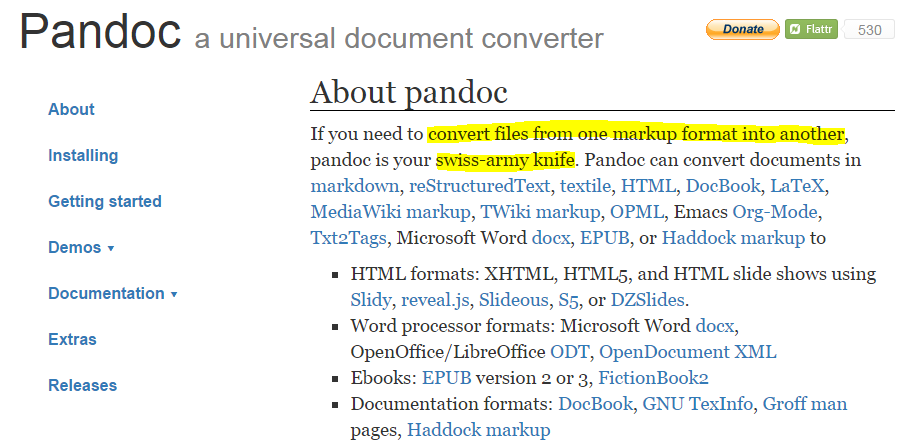 Pandoc a universal document converter
Donate
Flattr
530
About
Installing
Getting started
Demos
Documentation
Extras
Releases
About pandoc
If you need to convert files from one markup format into another,
pandoc is your swiss-army knife. Pandoc can convert documents in
markdown, reStructuredText, textile, HTML, DocBook, LaTeX,
MediaWiki markup, TWiki markup, OPML, Emacs Org-Mode,
Txt2Tags, Microsoft Word docx, EPUB, or Haddock markup to
HTML formats: XHTML, HTML5, and HTML slide shows using
Slidy, reveal.js, Slideous, S5, or DZSlides.
Word processor formats: Microsoft Word docx,
OpenOffice/LibreOffice ODT, OpenDocument XML
Ebooks: EPUB version 2 or 3, FictionBook2
Documentation formats: DocBook, GNU TexInfo, Groff man
pages, Haddock markup